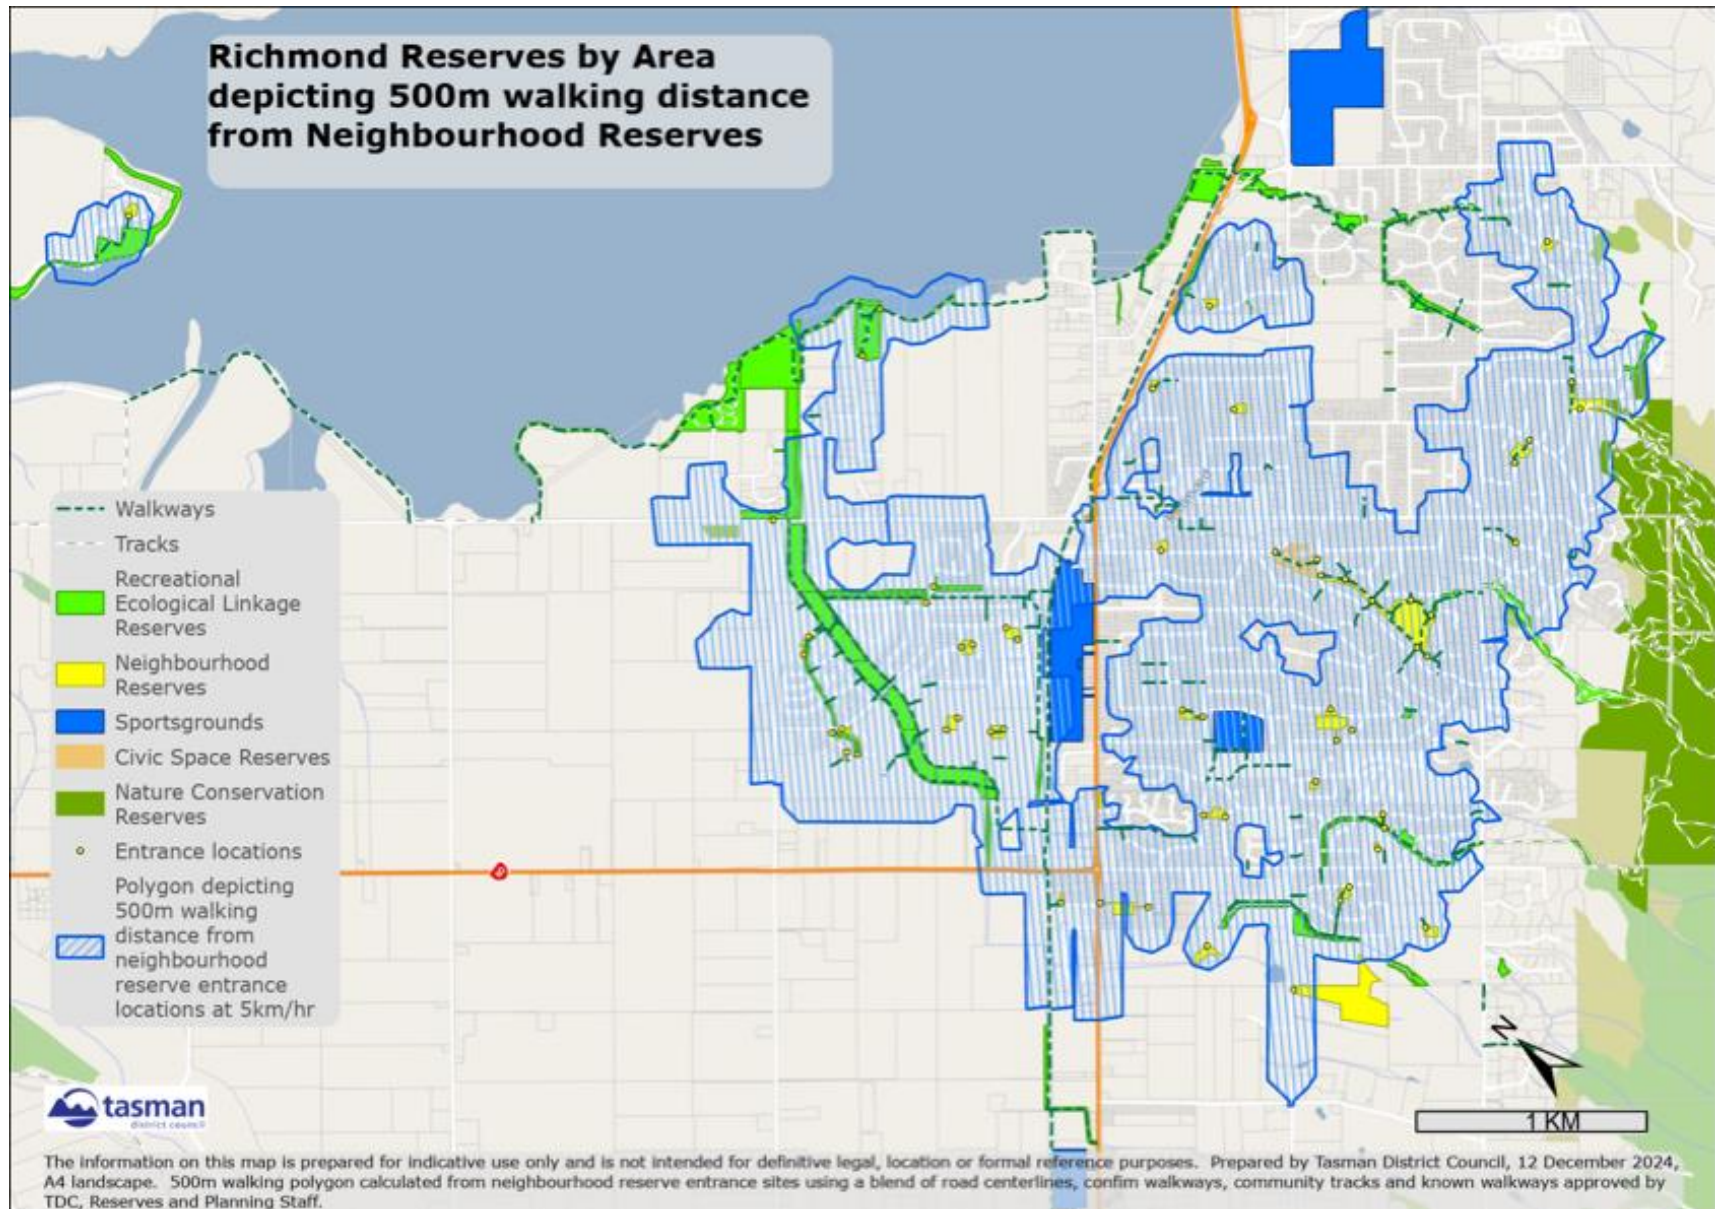 Richmond Reserves by Area
depicting 500m walking distance
from Neighbourhood Reserves
Walkways
Tracks
Recreational
Ecological Linkage
Reserves
Neighbourhood
Reserves
Sportsgrounds
Civic Space Reserves
Nature Conservation
Reserves
Entrance locations
Polygon depicting
500m walking
distance from
neighbourhood
reserve entrance
locations at 5km/hr
N
1 KM
tasman
district council
The information on this map is prepared for indicative use only and is not intended for definitive legal, location or formal reference purposes. Prepared by Tasman District Council, 12 December 2024,
A4 landscape. 500m walking polygon calculated from neighbourhood reserve entrance sites using a blend of road centerlines, confim walkways, community tracks and known walkways approved by
TDC, Reserves and Planning Staff.